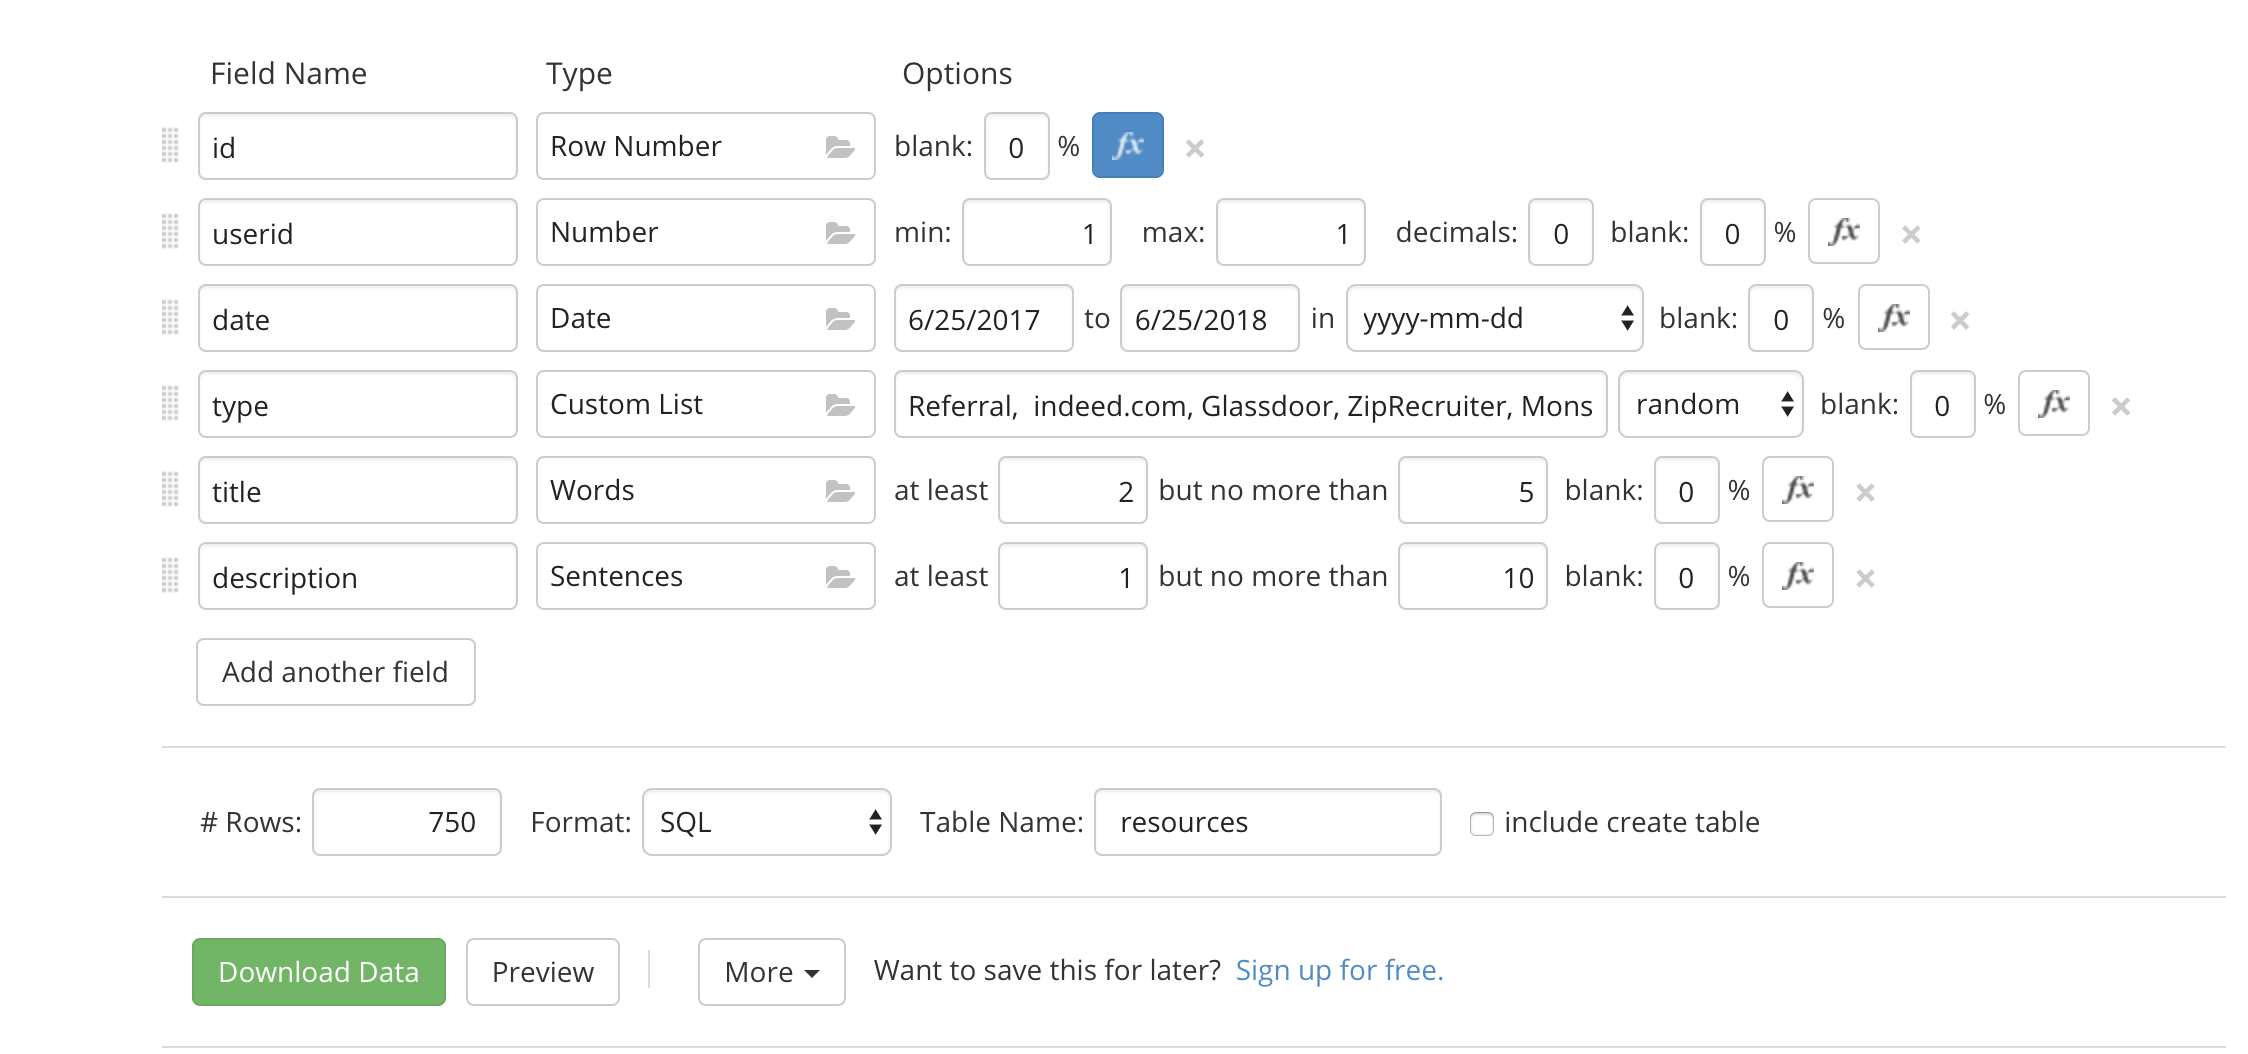 Field Name Type Options
id Row Number blank: 0 % fx ×
userid Number min: 1 max: 1 decimals: 0 blank: 0 % fx ×
date Date 6/25/2017 to 6/25/2018 in yyyy-mm-dd blank: 0 % fx ×
type Custom List Referral,  indeed.com, Glassdoor, ZipRecruiter, Mons random blank: 0 % fx ×
title Words at least 2 but no more than 5 blank: 0 % fx ×
description Sentences at least 1 but no more than 10 blank: 0 % fx ×
Add another field
# Rows: 750 Format: SQL Table Name: resources include create table
Download Data Preview More Want to save this for later? Sign up for free.